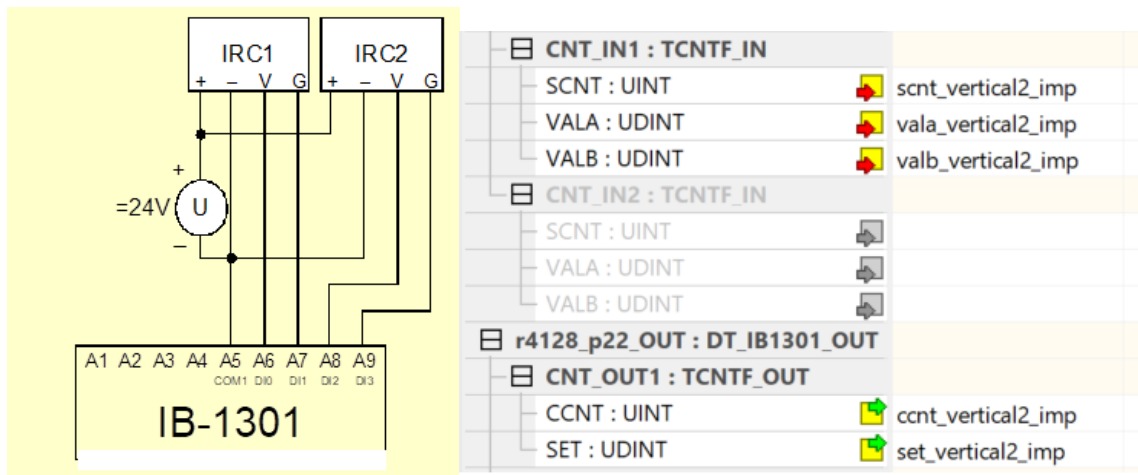 IRC1 IRC2
+ – V G + – V G
+
=24V U
–
A1 A2 A3 A4 A5 A6 A7 A8 A9
COM1 DI0 DI1 DI2 DI3
IB-1301
CNT_IN1 : TCNTF_IN
SCNT : UINT scnt_vertical2_imp
VALA : UDINT vala_vertical2_imp
VALB : UDINT valb_vertical2_imp
CNT_IN2 : TCNTF_IN
SCNT : UINT
VALA : UDINT
VALB : UDINT
r4128_p22_OUT : DT_IB1301_OUT
CNT_OUT1 : TCNTF_OUT
CCNT : UINT ccnt_vertical2_imp
SET : UDINT set_vertical2_imp